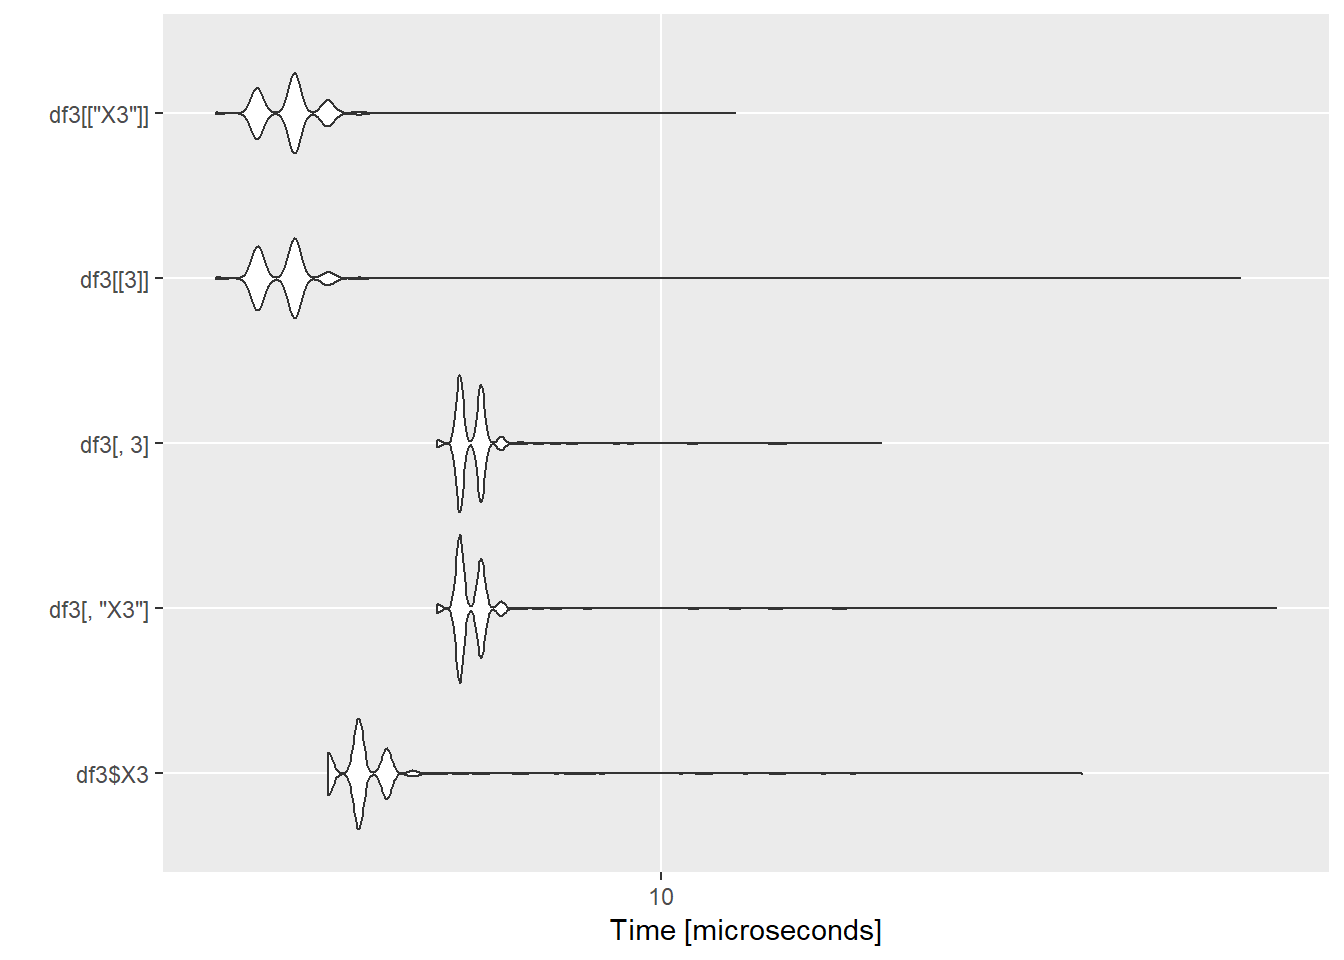 df3[["X3"]]
df3[[3]]
df3[, 3]
df3[, "X3"]
df3$X3
10
Time [microseconds]